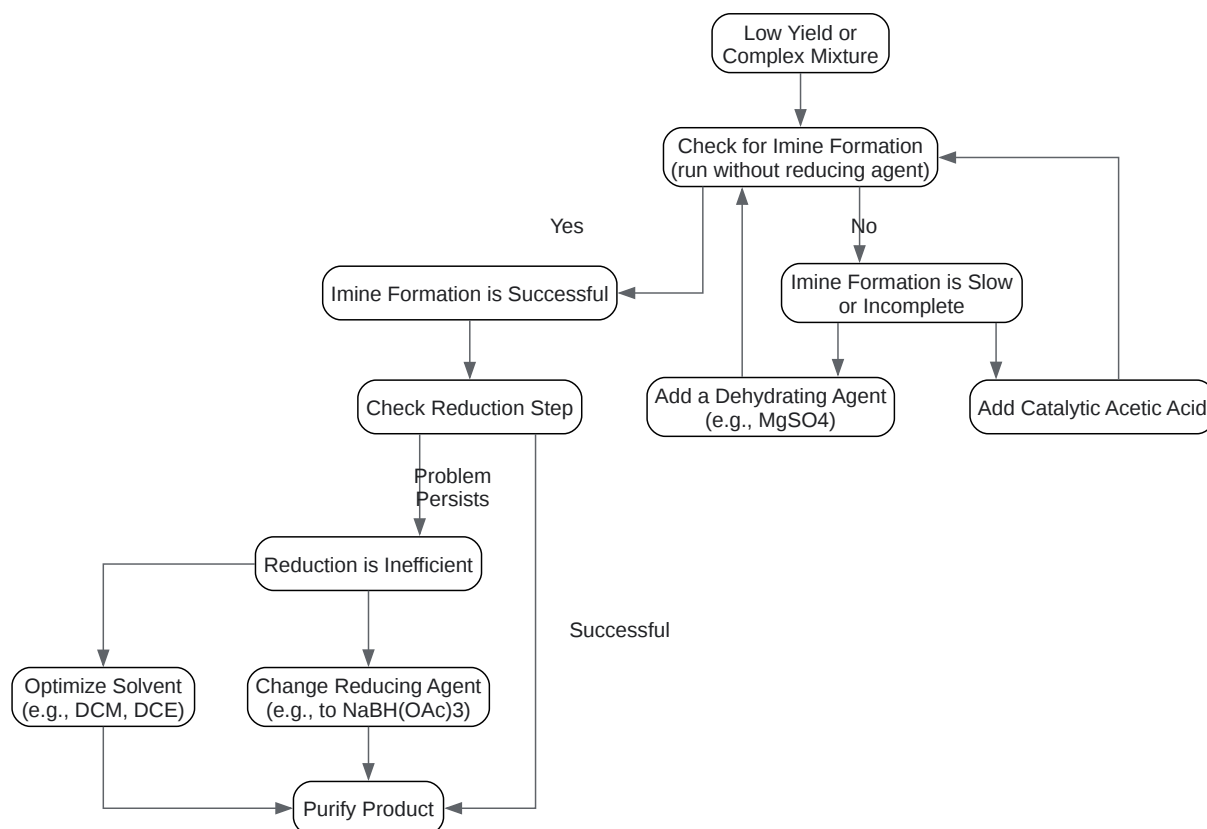 Low Yield or
Complex Mixture
Check for Imine Formation
(run without reducing agent)
Yes
No
Imine Formation is Successful
Imine Formation is Slow
or Incomplete
Check Reduction Step
Add a Dehydrating Agent
(e.g., MgSO4)
Add Catalytic Acetic Acid
Problem
Persists
Reduction is Inefficient
Successful
Optimize Solvent
(e.g., DCM, DCE)
Change Reducing Agent
(e.g., to NaBH(OAc)3)
Purify Product